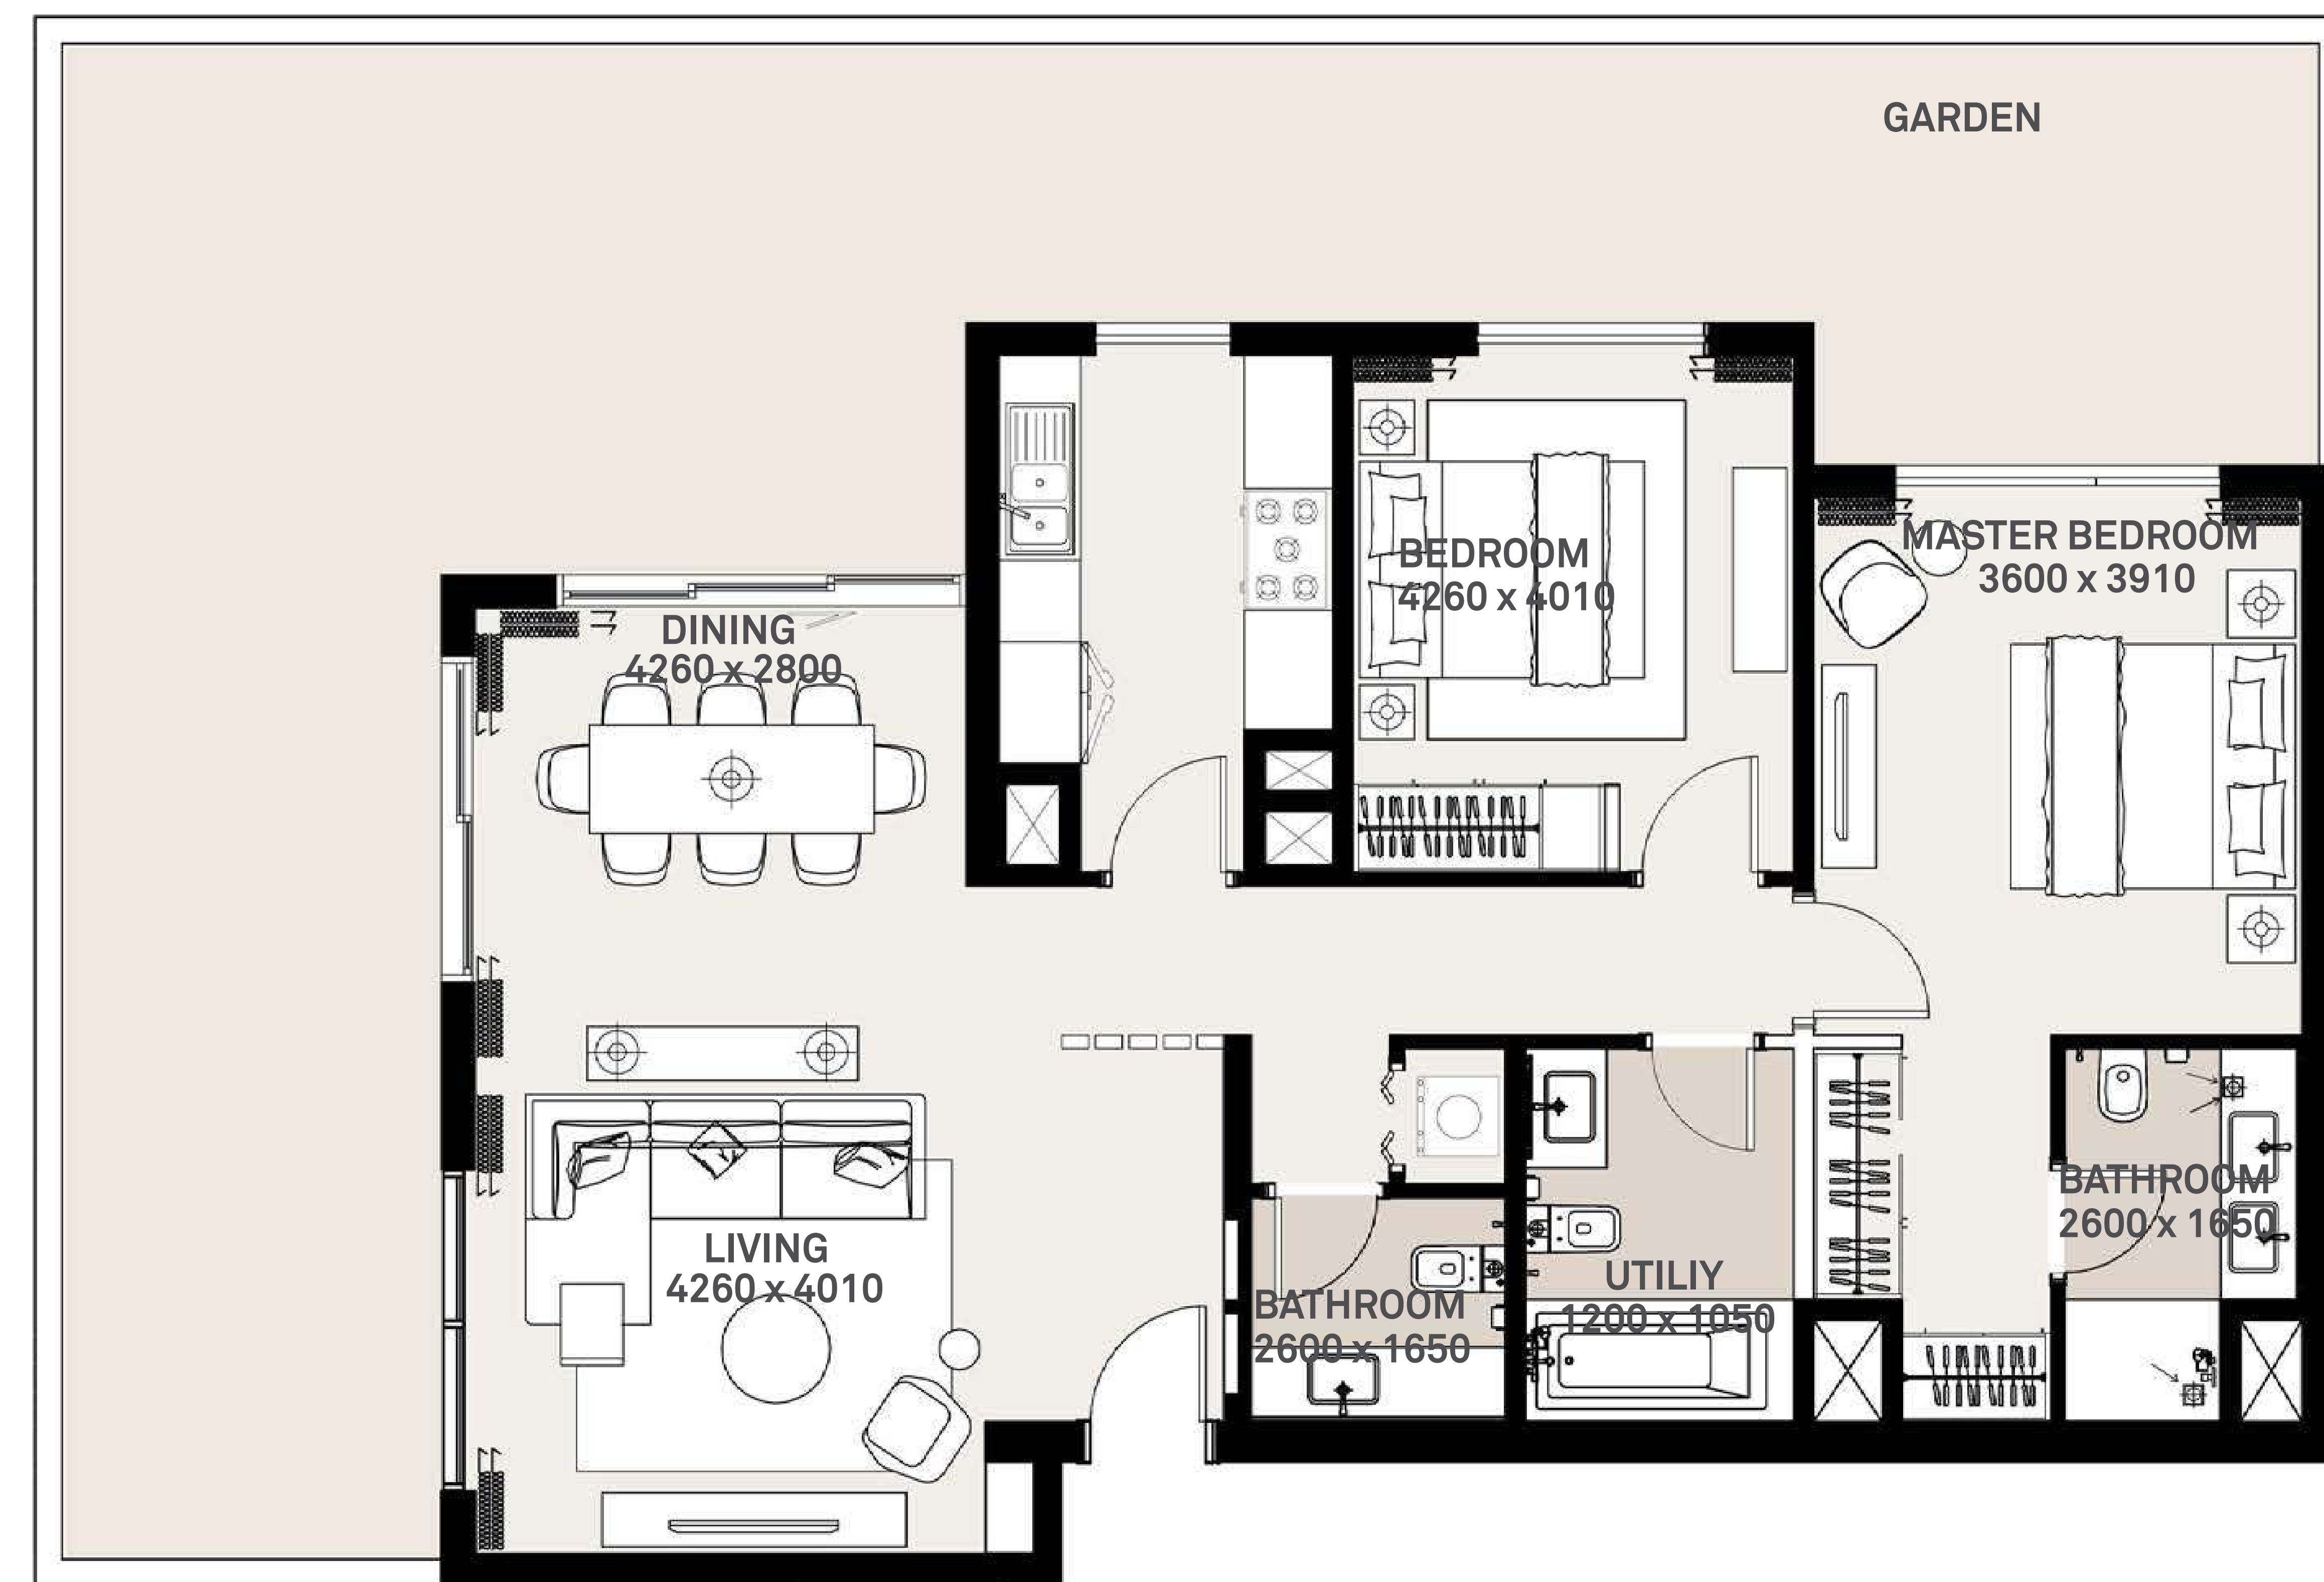 GARDEN
MASTER BEDROOM
3600 x 3910
BEDROOM
4260 x 4010
DINING
4260 x 2800
BATHROOM
2600 x 1650
LIVING
4260 x 4010
UTILIY
1200 x 1050
BATHROOM
2600 x 1650